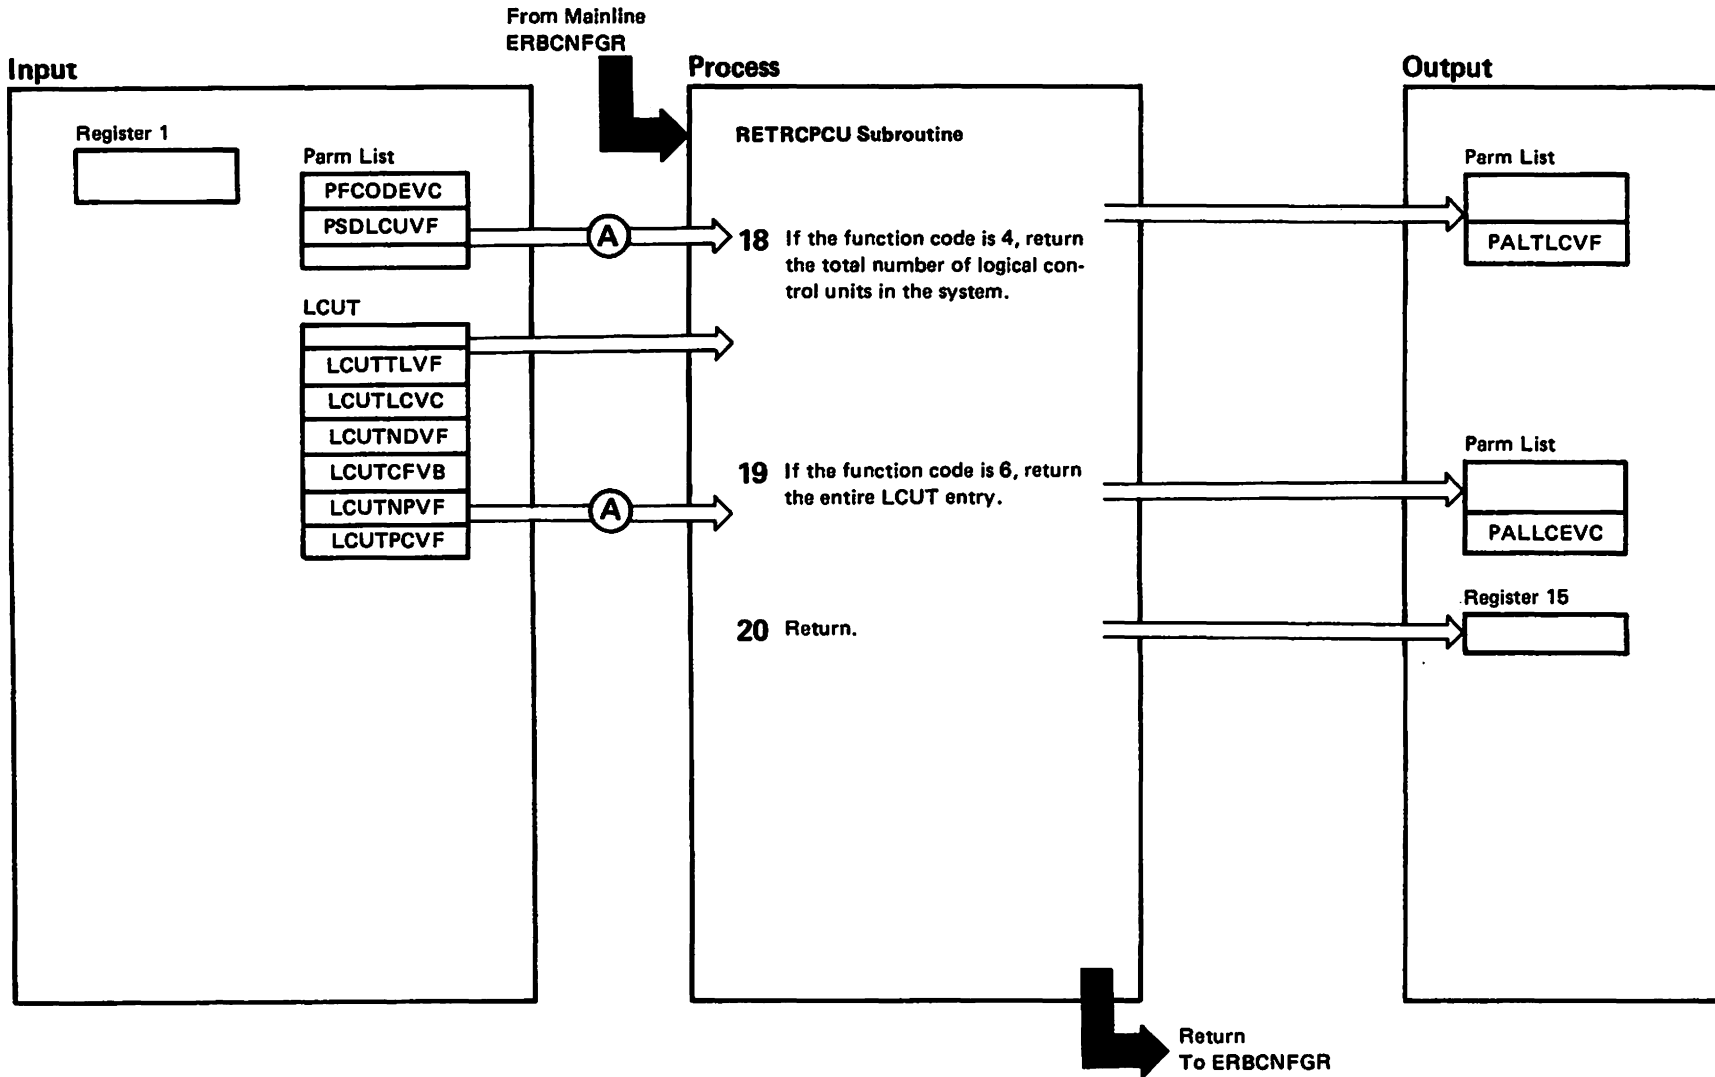 From Mainline
ERBCNFGR
Input
Process
Output
Register 1
Parm List
PFCODEVC
PSDLCUVF
A
LCUT
LCUTTLVF
LCUTLCVC
LCUTNDVF
LCUTCFVB
LCUTNPVF
LCUTPCVF
A
RETRCPCU Subroutine
18 If the function code is 4, return
the total number of logical con-
trol units in the system.
19 If the function code is 6, return
the entire LCUT entry.
20 Return.
Parm List
PALTLCVF
Parm List
PALLCEVC
Register 15
Return
To ERBCNFGR